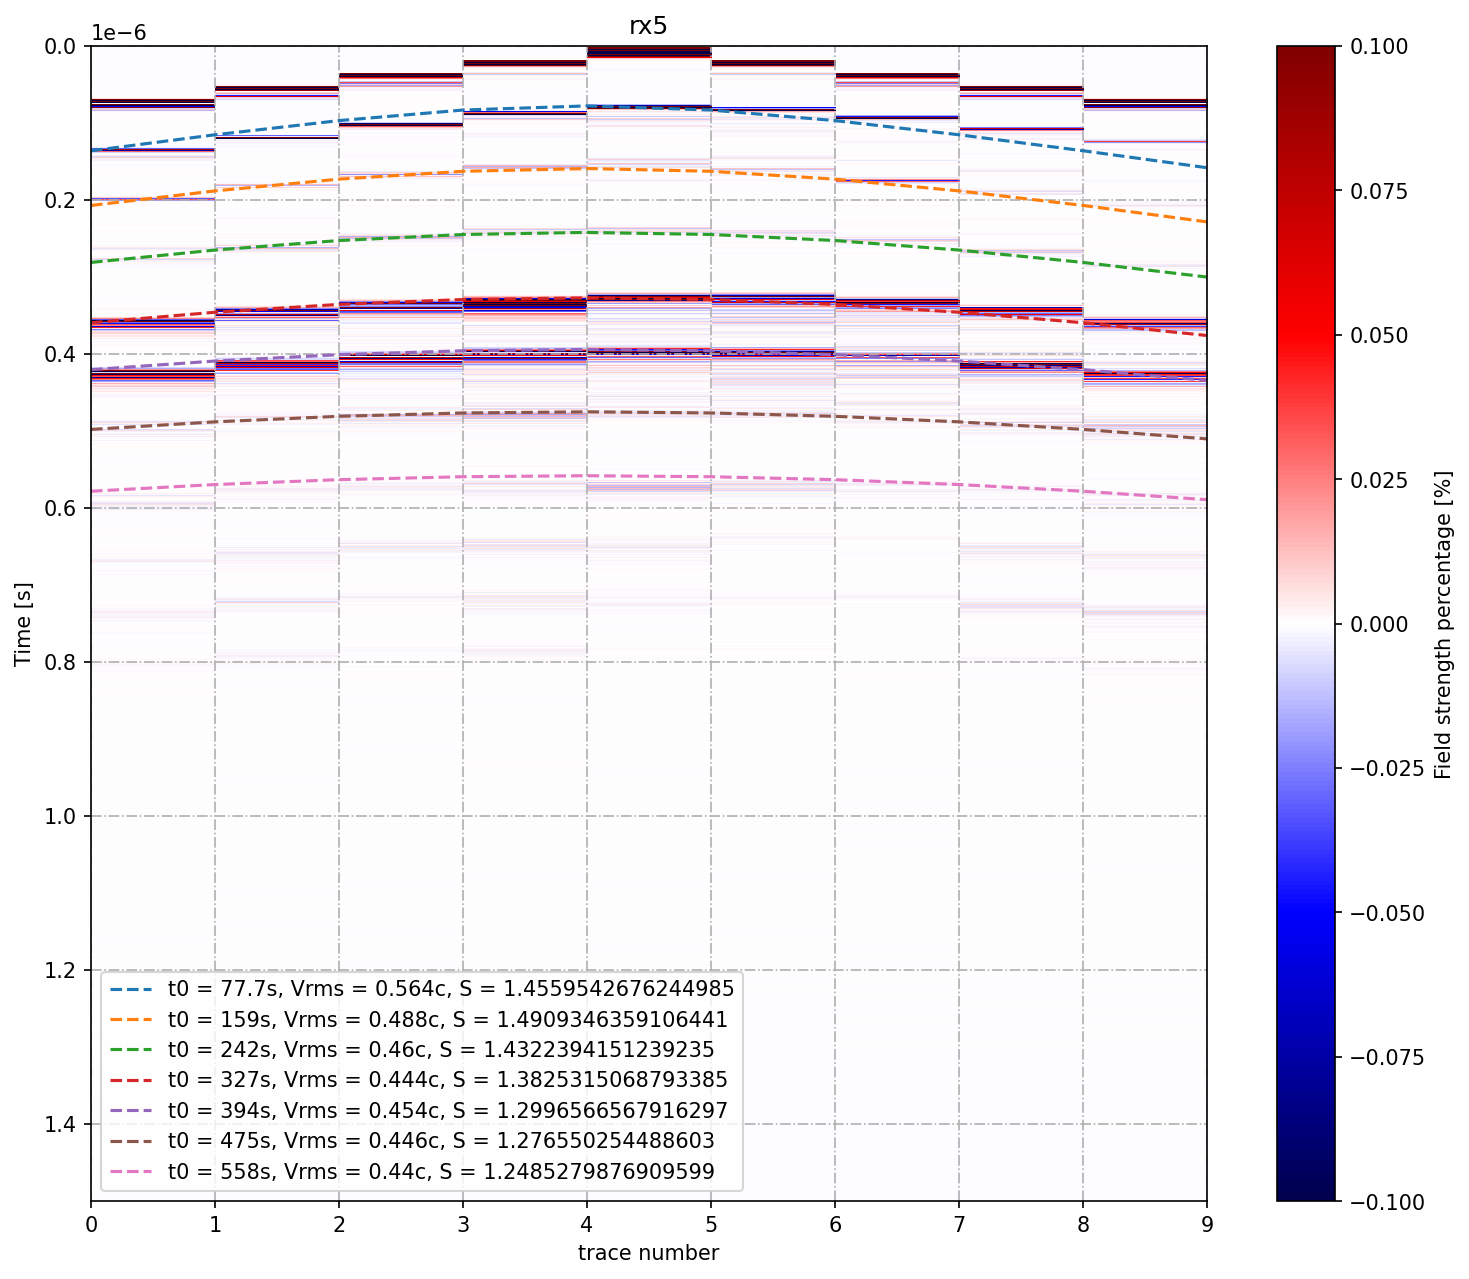 rx5
1e−6
0.0
0.2
0.4
0.6
0.8
1.0
1.2
1.4
Time [s]
t0 = 77.7s, Vrms = 0.564c, S = 1.4559542676244985
t0 = 159s, Vrms = 0.488c, S = 1.4909346359106441
t0 = 242s, Vrms = 0.46c, S = 1.4322394151239235
t0 = 327s, Vrms = 0.444c, S = 1.3825315068793385
t0 = 394s, Vrms = 0.454c, S = 1.2996566567916297
t0 = 475s, Vrms = 0.446c, S = 1.276550254488603
t0 = 558s, Vrms = 0.44c, S = 1.2485279876909599
0 1 2 3 4 5 6 7 8 9
trace number
0.100
0.075
0.050
0.025
0.000
−0.025
−0.050
−0.075
−0.100
Field strength percentage [%]